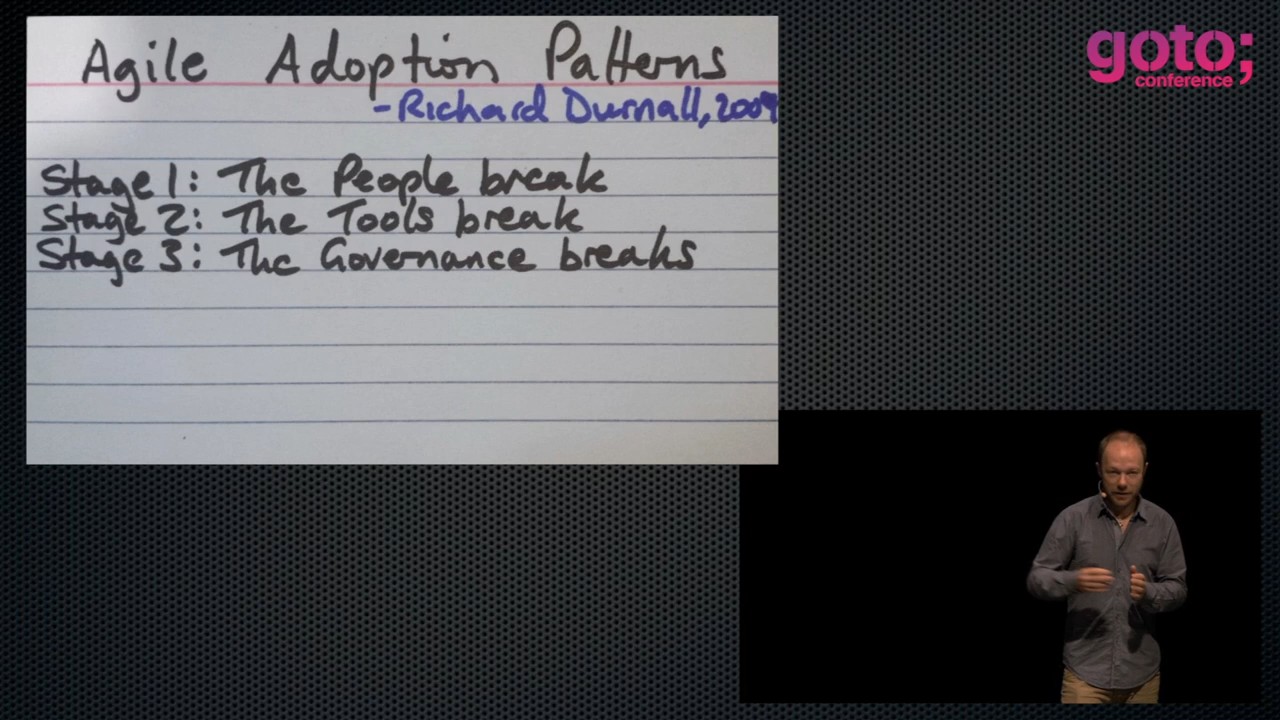 Agile Adoption Patterns
- Richard Durnall, 2009
Stage 1: The People break
Stage 2: The Tools break
Stage 3: The Governance breaks
goto;
conference